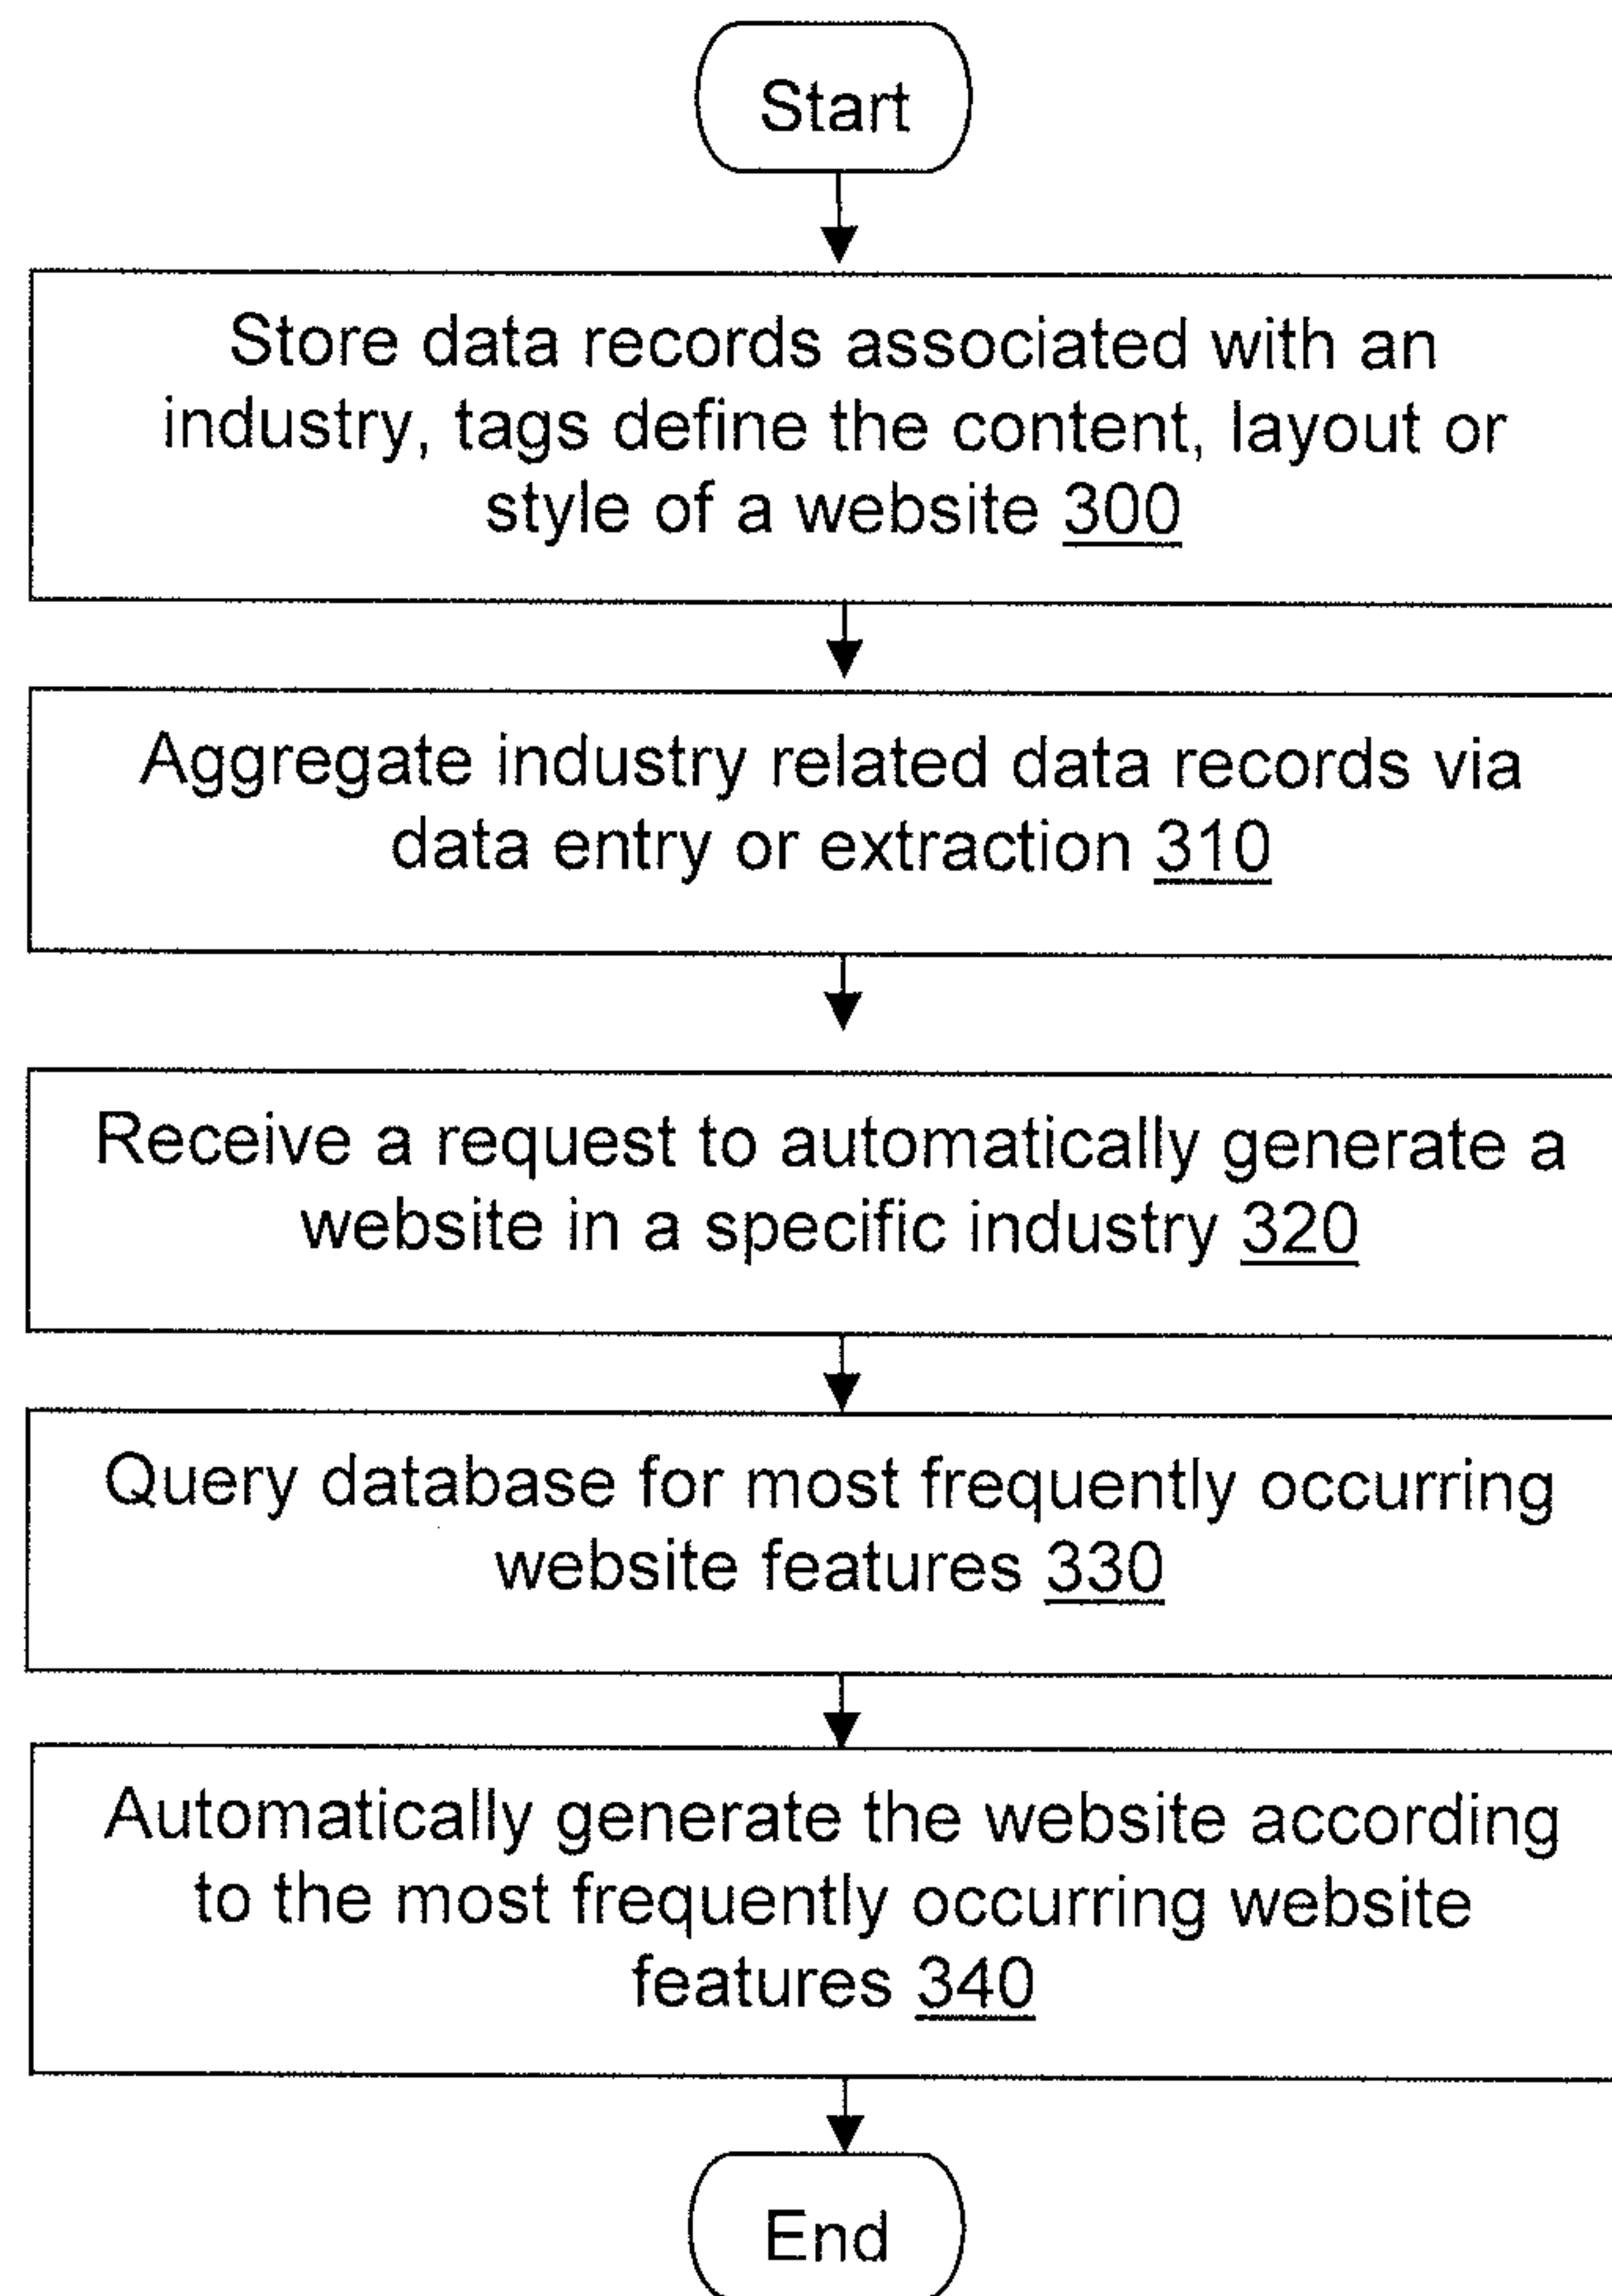 Start
Store data records associated with an
industry, tags define the content, layout or
style of a website 300
Aggregate industry related data records via
data entry or extraction 310
Receive a request to automatically generate a
website in a specific industry 320
Query database for most frequently occurring
website features 330
Automatically generate the website according
to the most frequently occurring website
features 340
End